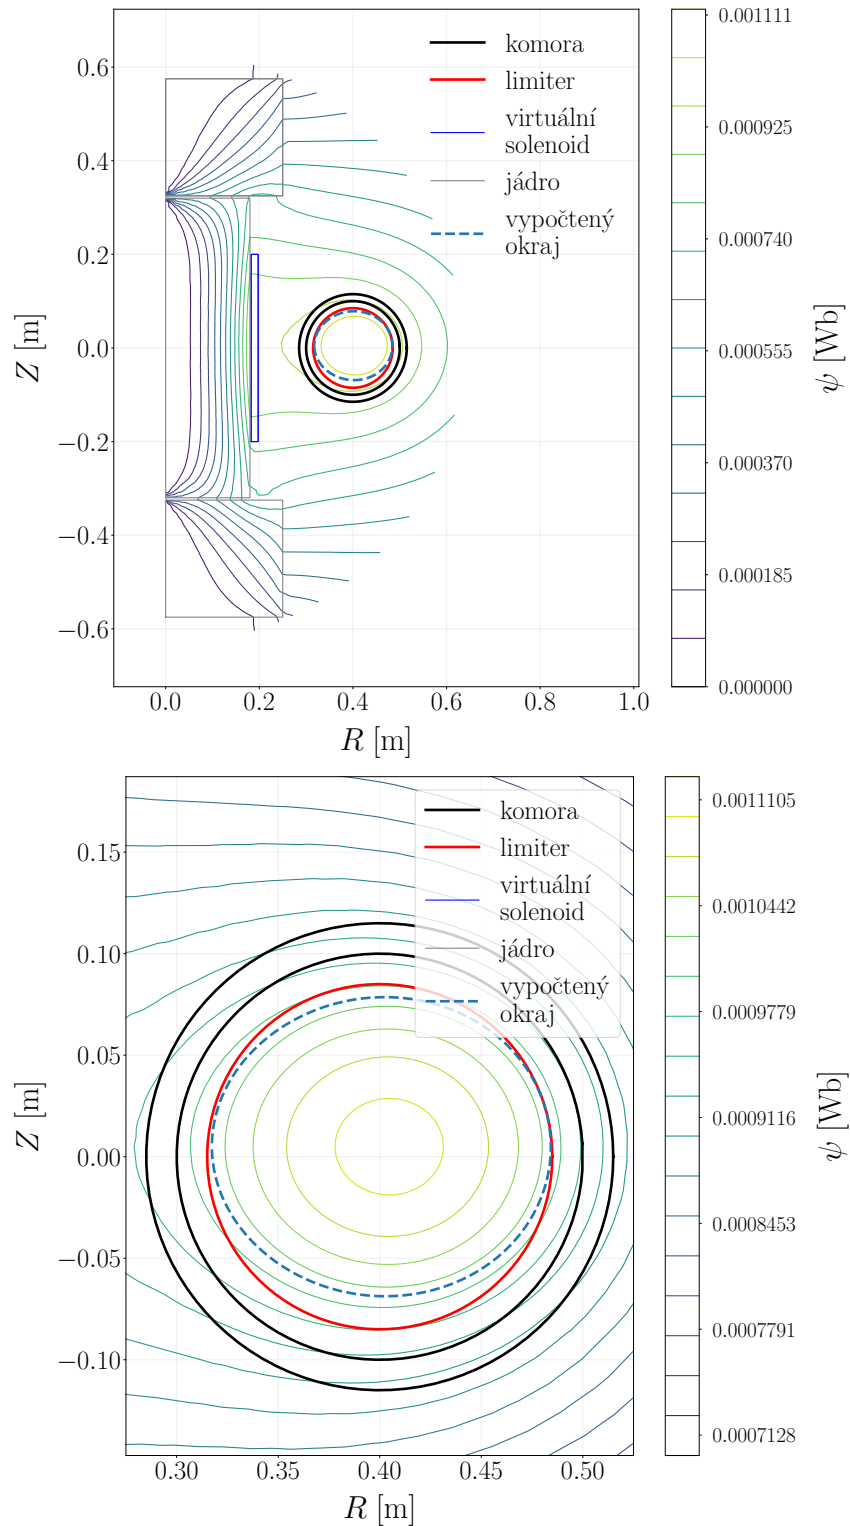 komora
limiter
virtuální
solenoid
jádro
vypočtený
okraj
0.6
0.4
0.2
0.0
−0.2
−0.4
−0.6
Z [m]
0.0 0.2 0.4 0.6 0.8 1.0
R [m]
0.001111
0.000925
0.000740
0.000555
0.000370
0.000185
0.000000
ψ [Wb]
komora
limiter
virtuální
solenoid
jádro
vypočtený
okraj
0.15
0.10
0.05
0.00
−0.05
−0.10
Z [m]
0.30 0.35 0.40 0.45 0.50
R [m]
0.0011105
0.0010442
0.0009779
0.0009116
0.0008453
0.0007791
0.0007128
ψ [Wb]